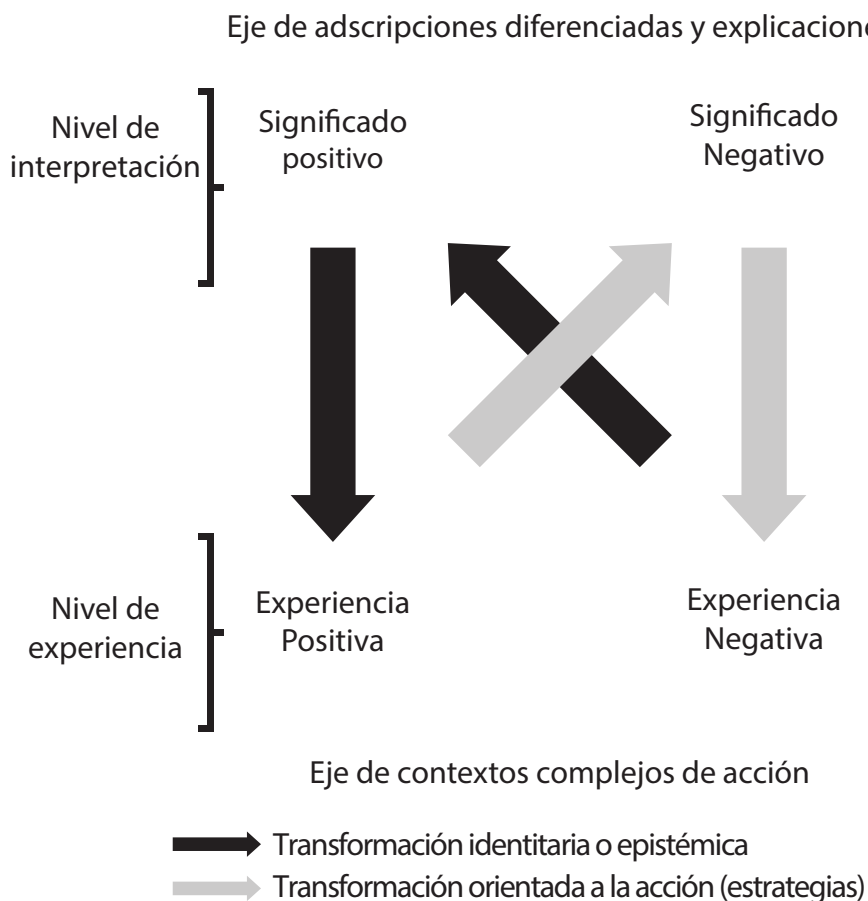 Eje de adscripciones diferenciadas y
Nivel de
interpretación
Significado
positivo
Significado
Negativo
Nivel de
experiencia
Experiencia
Positiva
Experiencia
Negativa
Eje de contextos complejos de acción
Transformación identitaria o epistémica
Transformación orientada a la acción (estrategias)